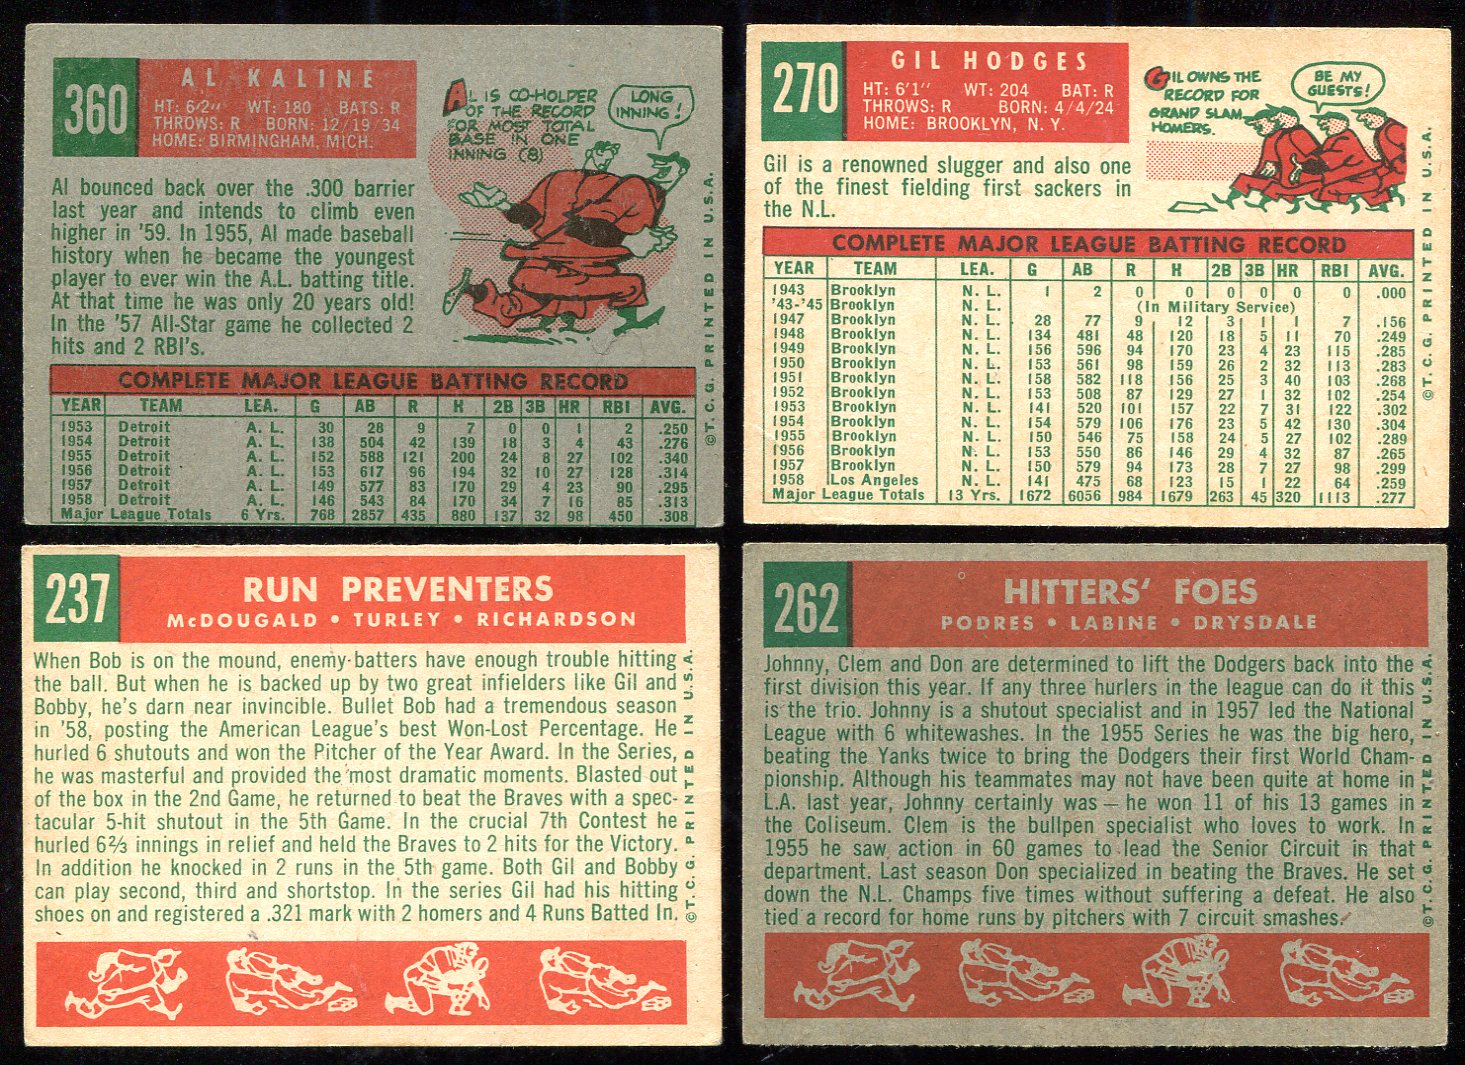 360
AL KALINE
HT: 6'2" WT: 180 BATS: R
THROWS: R BORN: 12/19/34
HOME: BIRMINGHAM, MICH.
AL IS CO-HOLDER
OF THE RECORD
FOR MOST TOTAL
BASE IN ONE
INNING (8)
LONG
INNING!
Al bounced back over the .300 barrier
last year and intends to climb even
higher in '59. In 1955, Al made baseball
history when he became the youngest
player to ever win the A.L. batting title.
At that time he was only 20 years old!
In the '57 All-Star game he collected 2
hits and 2 RBI's.
COMPLETE MAJOR LEAGUE BATTING RECORD
YEAR TEAM LEA. G AB R H 2B 3B HR RBI AVG.
1953 Detroit A. L. 30 28 9 7 0 0 1 2 .250
1954 Detroit A. L. 138 504 42 139 18 3 4 43 .276
1955 Detroit A. L. 152 588 121 200 24 8 27 102 .340
1956 Detroit A. L. 153 617 96 194 32 10 27 128 .314
1957 Detroit A. L. 149 577 83 170 29 4 23 90 .295
1958 Detroit A. L. 146 543 84 170 34 7 16 85 .313
Major League Totals 6 Yrs. 768 2857 435 880 137 32 98 450 .308
©T.C.G. PRINTED IN U.S.A.
270
GIL HODGES
HT: 6'1" WT: 204 BAT: R
THROWS: R BORN: 4/4/24
HOME: BROOKLYN, N. Y.
GIL OWNS THE
RECORD FOR
GRAND SLAM
HOMERS.
BE MY
GUESTS!
Gil is a renowned slugger and also one
of the finest fielding first sackers in
the N.L.
COMPLETE MAJOR LEAGUE BATTING RECORD
YEAR TEAM LEA. G AB R H 2B 3B HR RBI AVG.
1943 Brooklyn N. L. 1 2 0 0 0 0 0 0 .000
'43-'45 Brooklyn N. L. (In Military Service)
1947 Brooklyn N. L. 28 77 9 12 3 1 1 7 .156
1948 Brooklyn N. L. 134 481 48 120 18 5 11 70 .249
1949 Brooklyn N. L. 156 596 94 170 23 4 23 115 .285
1950 Brooklyn N. L. 153 561 98 159 26 2 32 113 .283
1951 Brooklyn N. L. 158 582 118 156 25 3 40 103 .268
1952 Brooklyn N. L. 153 508 87 129 27 1 32 102 .254
1953 Brooklyn N. L. 141 520 101 157 22 7 31 122 .302
1954 Brooklyn N. L. 154 579 106 176 23 5 42 130 .304
1955 Brooklyn N. L. 150 546 75 158 24 5 27 102 .289
1956 Brooklyn N. L. 153 550 86 146 29 4 32 87 .265
1957 Brooklyn N. L. 150 579 94 173 28 7 27 98 .299
1958 Los Angeles N. L. 141 475 68 123 15 1 22 64 .259
Major League Totals 13 Yrs. 1672 6056 984 1679 263 45 320 1113 .277
©T.C.G. PRINTED IN U.S.A.
237
RUN PREVENTERS
McDOUGALD • TURLEY • RICHARDSON
When Bob is on the mound, enemy batters have enough trouble hitting
the ball. But when he is backed up by two great infielders like Gil and
Bobby, he's darn near invincible. Bullet Bob had a tremendous season
in '58, posting the American League's best Won-Lost Percentage. He
hurled 6 shutouts and won the Pitcher of the Year Award. In the Series,
he was masterful and provided the most dramatic moments. Blasted out
of the box in the 2nd Game, he returned to beat the Braves with a spec-
tacular 5-hit shutout in the 5th Game. In the crucial 7th Contest he
hurled 6⅔ innings in relief and held the Braves to 2 hits for the Victory.
In addition he knocked in 2 runs in the 5th game. Both Gil and Bobby
can play second, third and shortstop. In the series Gil had his hitting
shoes on and registered a .321 mark with 2 homers and 4 Runs Batted In.
©T.C.G. PRINTED IN U.S.A.
262
HITTERS' FOES
PODRES • LABINE • DRYSDALE
Johnny, Clem and Don are determined to lift the Dodgers back into the
first division this year. If any three hurlers in the league can do it this
is the trio. Johnny is a shutout specialist and in 1957 led the National
League with 6 whitewashes. In the 1955 Series he was the big hero,
beating the Yanks twice to bring the Dodgers their first World Cham-
pionship. Although his teammates may not have been quite at home in
L.A. last year, Johnny certainly was — he won 11 of his 13 games in
the Coliseum. Clem is the bullpen specialist who loves to work. In
1955 he saw action in 60 games to lead the Senior Circuit in that
department. Last season Don specialized in beating the Braves. He set
down the N.L. Champs five times without suffering a defeat. He also
tied a record for home runs by pitchers with 7 circuit smashes.
©T.C.G. PRINTED IN U.S.A.